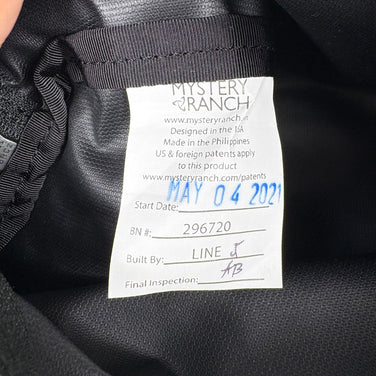 MYSTERY
RANCH
www.mysteryranch.
Designed in the USA
Made in the Philippines
US & foreign patents apply
to this product
www.mysteryranch.com/patents
Start Date: MAY 04 2021
BN #: 296720
Built By: LINE J
Final Inspection: AB